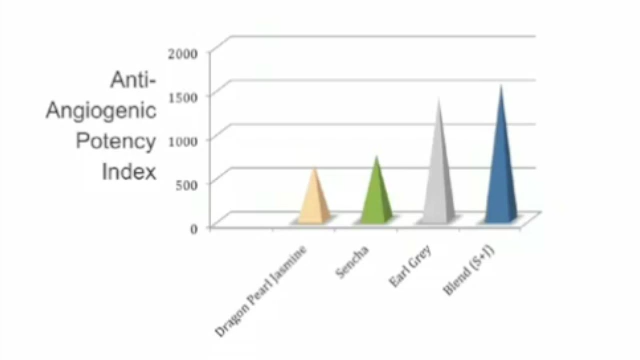 Anti-
Angiogenic
Potency
Index
2000
1500
1000
500
0
Dragon Pearl Jasmine
Sencha
Earl Grey
Blend (S+J)